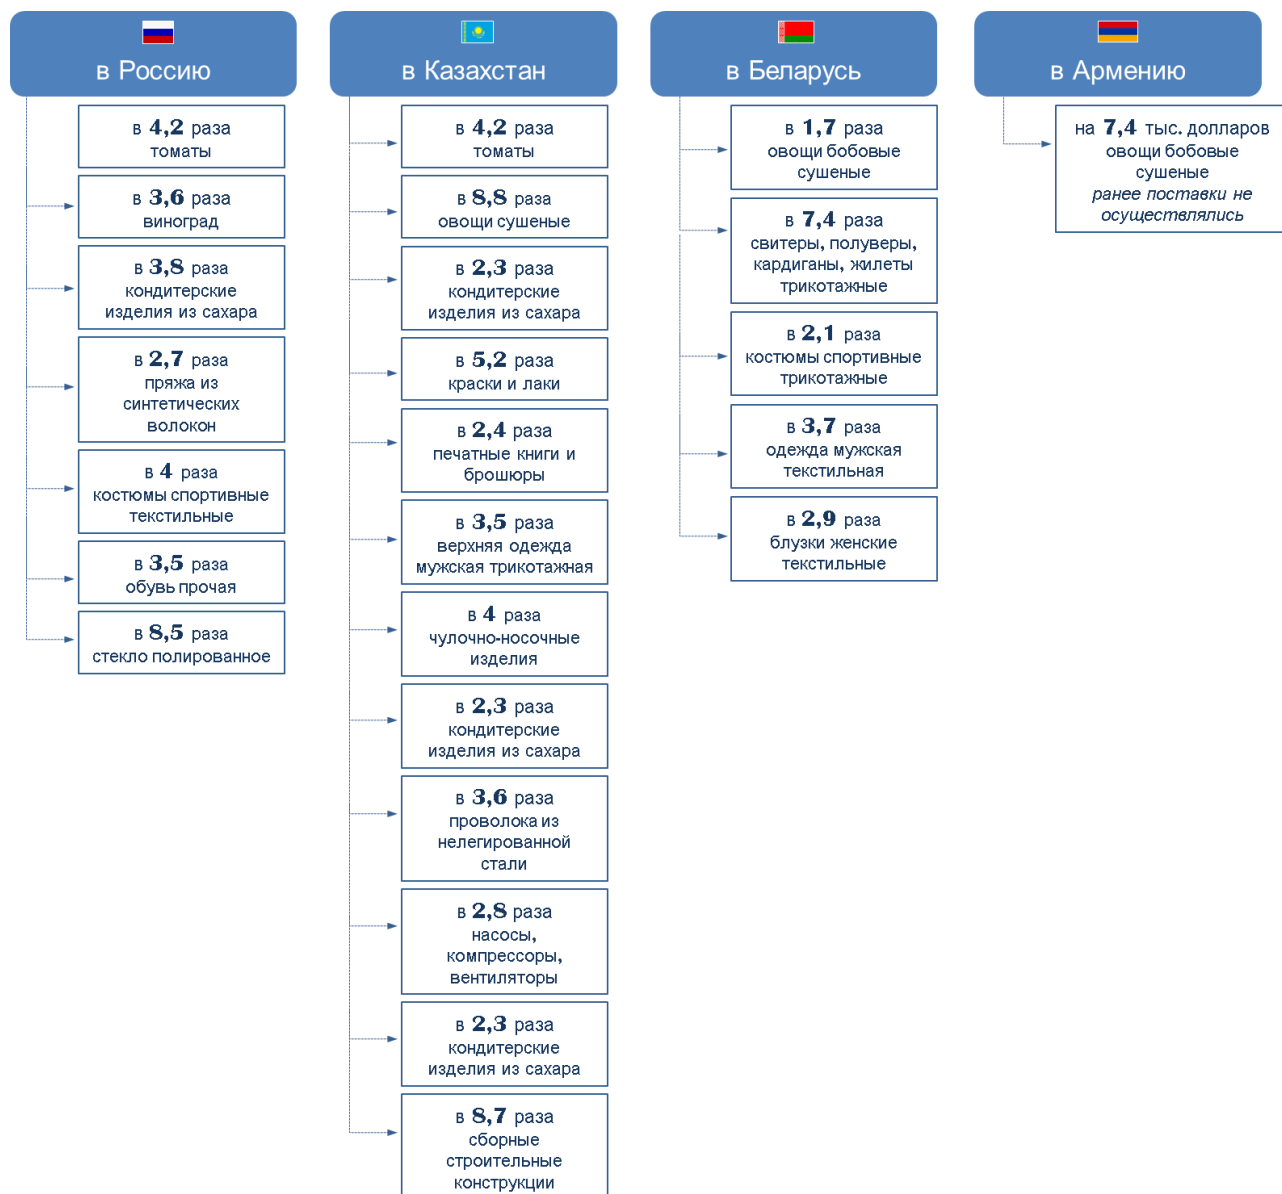 в Россию
в 4,2 раза
томаты
в 3,6 раза
виноград
в 3,8 раза
кондитерские
изделия из сахара
в 2,7 раза
пряжа из
синтетических
волокон
в 4 раза
костюмы спортивные
текстильные
в 3,5 раза
обувь прочая
в 8,5 раза
стекло полированное
в Казахстан
в 4,2 раза
томаты
в 8,8 раза
овощи сушеные
в 2,3 раза
кондитерские
изделия из сахара
в 5,2 раза
краски и лаки
в 2,4 раза
печатные книги и
брошюры
в 3,5 раза
верхняя одежда
мужская трикотажная
в 4 раза
чулочно-носочные
изделия
в 2,3 раза
кондитерские
изделия из сахара
в 3,6 раза
проволока из
нелегированной
стали
в 2,8 раза
насосы,
компрессоры,
вентиляторы
в 2,3 раза
кондитерские
изделия из сахара
в 8,7 раза
сборные
строительные
конструкции
в Беларусь
в 1,7 раза
овощи бобовые
сушеные
в 7,4 раза
свитеры, полуверы,
кардиганы, жилеты
трикотажные
в 2,1 раза
костюмы спортивные
трикотажные
в 3,7 раза
одежда мужская
текстильная
в 2,9 раза
блузки женские
текстильные
в Армению
на 7,4 тыс. долларов
овощи бобовые
сушеные
ранее поставки не
осуществлялись